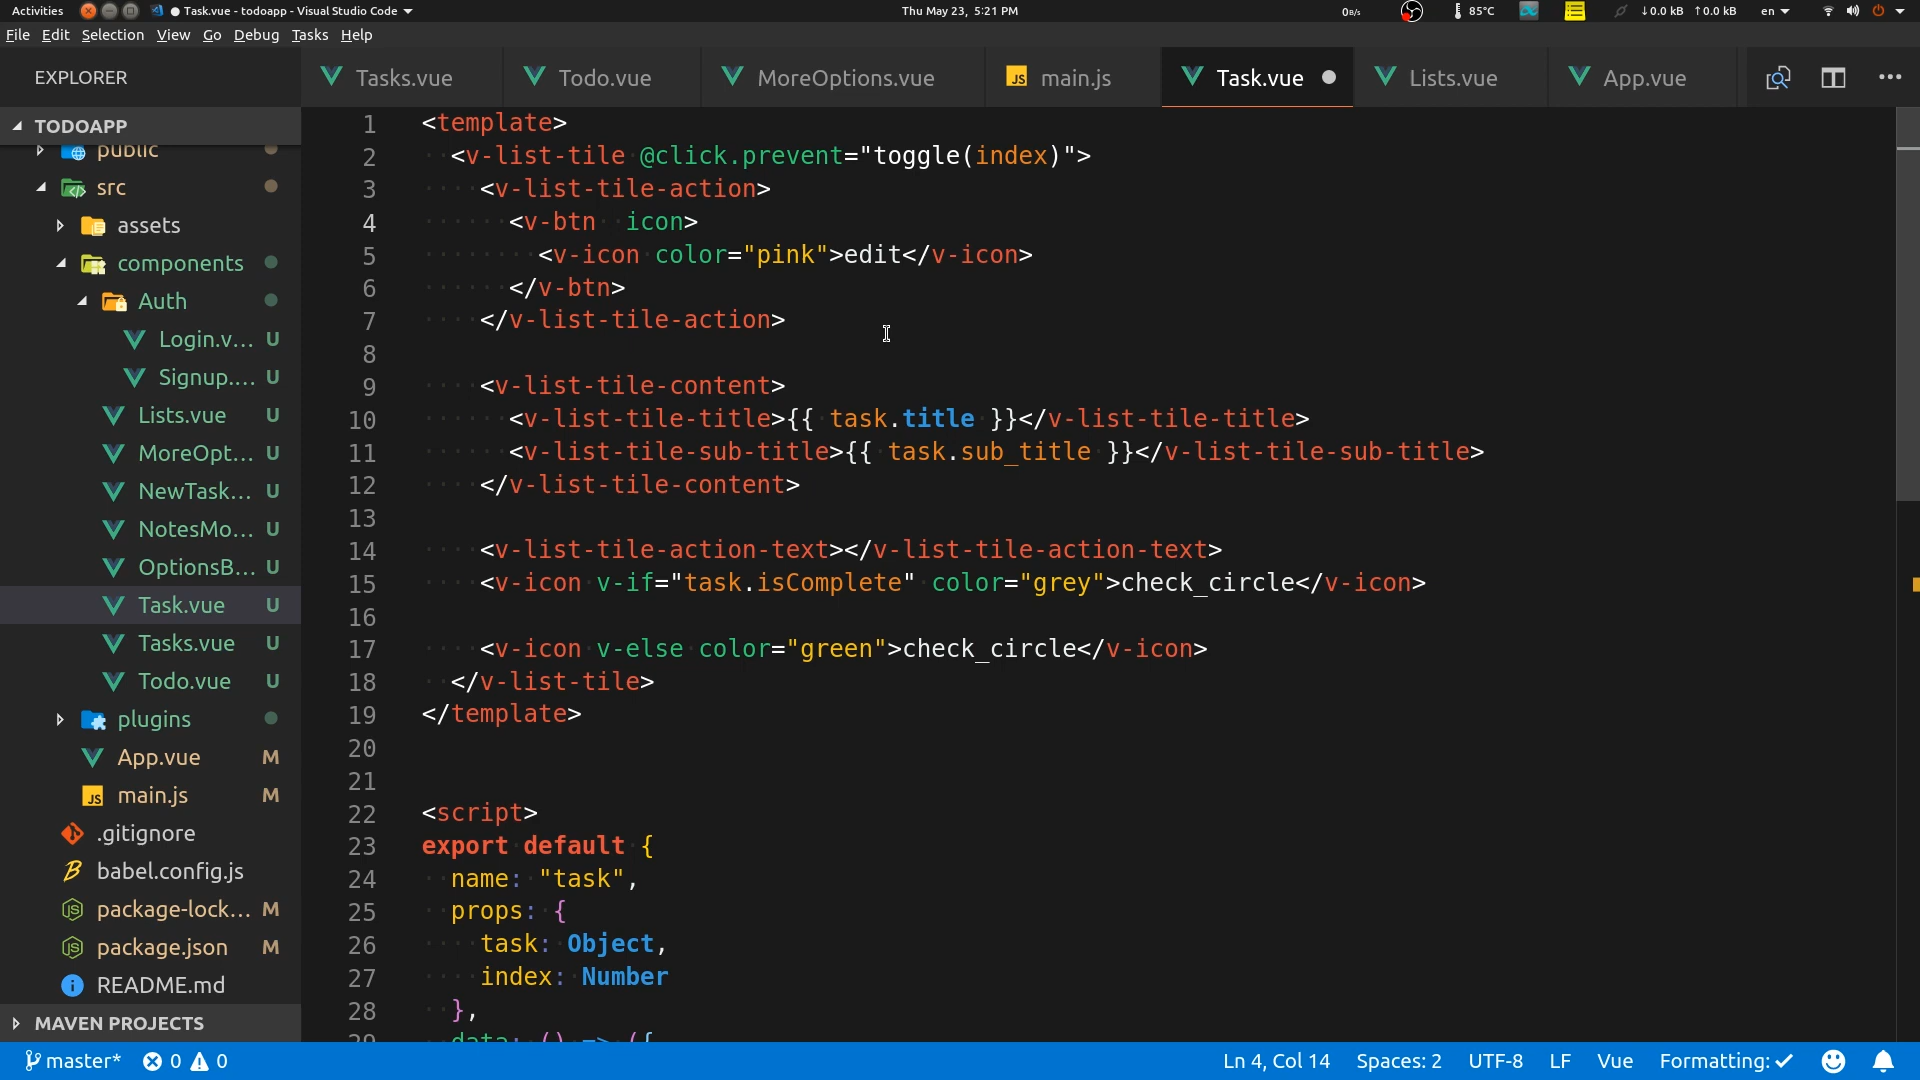 Activities
● Task.vue - todoapp - Visual Studio Code
Thu May 23, 5:21 PM
0B/s
85°C
↓0.0 kB ↑0.0 kB
en
File Edit Selection View Go Debug Tasks Help
EXPLORER
Tasks.vue
Todo.vue
MoreOptions.vue
JS main.js
Task.vue
Lists.vue
App.vue
TODOAPP
public
src
assets
components
Auth
Login.v... U
Signup.... U
Lists.vue U
MoreOpt... U
NewTask... U
NotesMo... U
OptionsB... U
Task.vue U
Tasks.vue U
Todo.vue U
plugins
App.vue M
JS main.js M
.gitignore
babel.config.js
package-lock... M
package.json M
README.md
MAVEN PROJECTS
1 <template>
2   <v-list-tile @click.prevent="toggle(index)">
3     <v-list-tile-action>
4       <v-btn  icon>
5         <v-icon color="pink">edit</v-icon>
6       </v-btn>
7     </v-list-tile-action>
8
9     <v-list-tile-content>
10       <v-list-tile-title>{{ task.title }}</v-list-tile-title>
11       <v-list-tile-sub-title>{{ task.sub_title }}</v-list-tile-sub-title>
12     </v-list-tile-content>
13
14     <v-list-tile-action-text></v-list-tile-action-text>
15     <v-icon v-if="task.isComplete" color="grey">check_circle</v-icon>
16
17     <v-icon v-else color="green">check_circle</v-icon>
18   </v-list-tile>
19 </template>
20
21
22 <script>
23 export default {
24   name: "task",
25   props: {
26     task: Object,
27     index: Number
28   },
29   data: () => ({
master*
0 0
Ln 4, Col 14
Spaces: 2
UTF-8
LF
Vue
Formatting: ✓